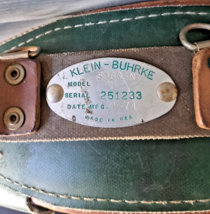 KLEIN-BUHRKE
MODEL
SERIAL 251233
DATE MFG.
MADE IN USA